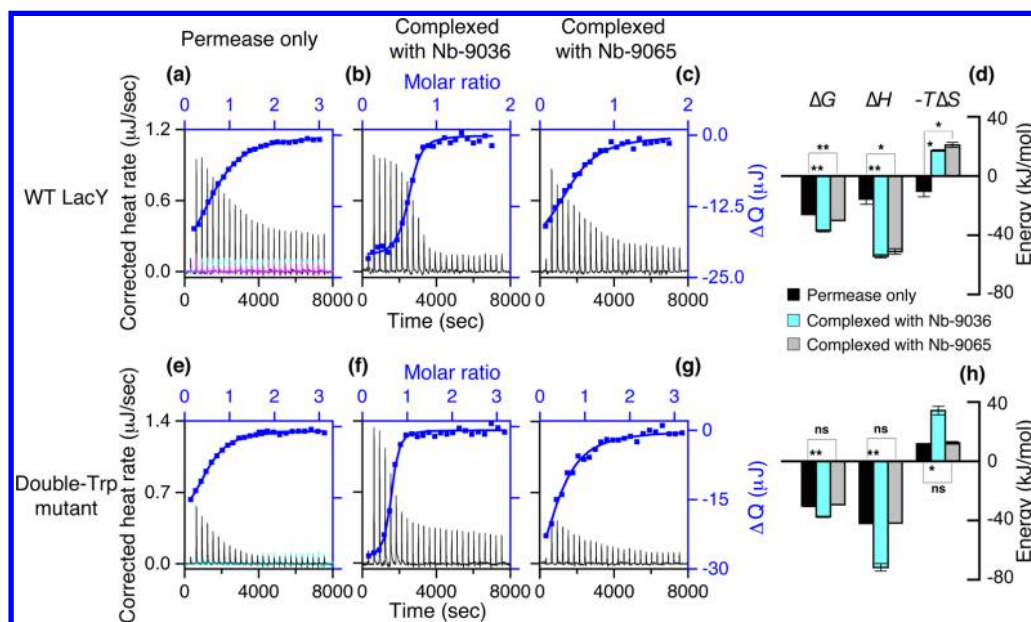 Permease only
Complexed with Nb-9036
Complexed with Nb-9065
(a)
(b)
(c)
(d)
Molar ratio
0 1 2 3
0 1 2
0 1 2
ΔG ΔH -TΔS
WT LacY
Corrected heat rate (μJ/sec)
1.2
0.6
0.0
0.0
-12.5
-25.0
ΔQ (μJ)
0 4000 8000
0 4000 8000
0 4000 8000
Time (sec)
** ** * ** * *
40
0
-40
-80
Energy (kJ/mol)
Permease only
Complexed with Nb-9036
Complexed with Nb-9065
(e)
(f)
(g)
(h)
Molar ratio
0 1 2 3
0 1 2 3
0 1 2 3
Double-Trp mutant
Corrected heat rate (μJ/sec)
1.4
0.7
0.0
0
-15
-30
ΔQ (μJ)
0 4000 8000
0 4000 8000
0 4000 8000
Time (sec)
ns ** ns ** * ns
40
0
-40
-80
Energy (kJ/mol)